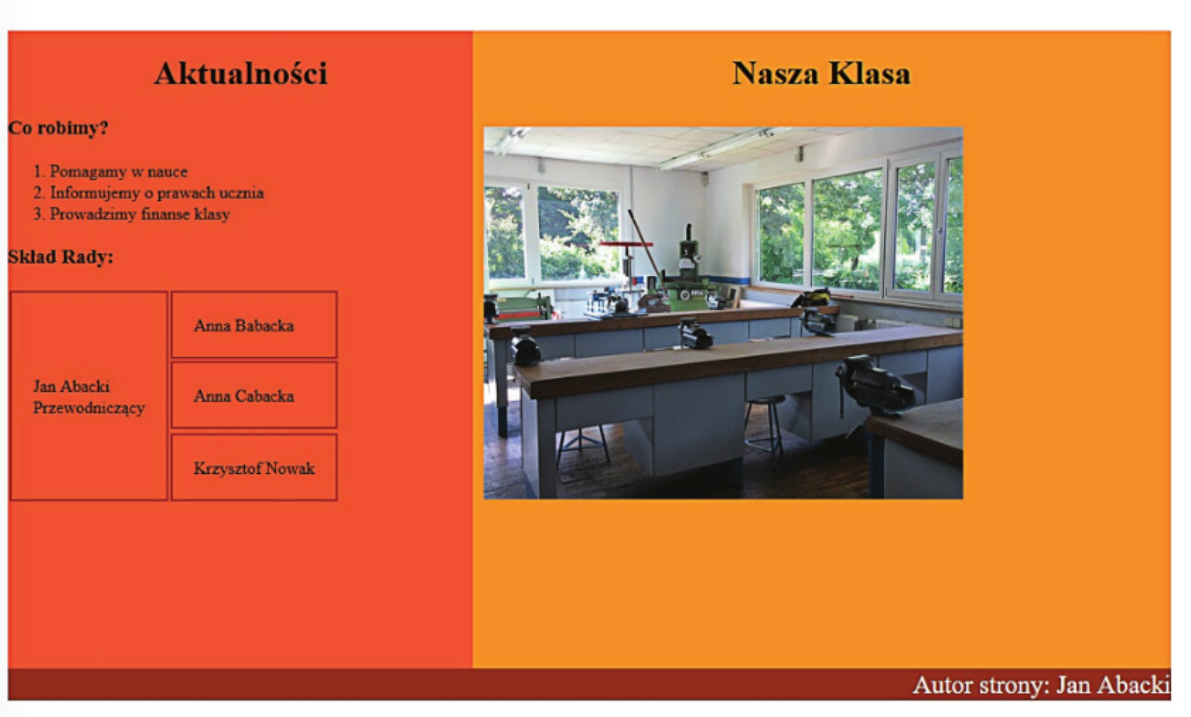 Aktualności
Co robimy?
1. Pomagamy w nauce
2. Informujemy o prawach ucznia
3. Prowadzimy finanse klasy
Skład Rady:
Jan Abacki
Przewodniczący
Anna Babacka
Anna Cabacka
Krzysztof Nowak
Nasza Klasa
Autor strony: Jan Abacki